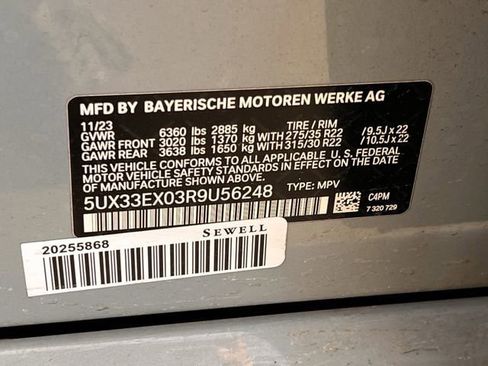 MFD BY BAYERISCHE MOTOREN WERKE AG
11/23 TIRE / RIM
GVWR 6360 lbs 2885 kg
GAWR FRONT 3020 lbs 1370 kg WITH 275/35 R22 / 9.5J x 22
GAWR REAR 3638 lbs 1650 kg WITH 315/30 R22 / 10.5J x 22
THIS VEHICLE CONFORMS TO ALL APPLICABLE U.S. FEDERAL
MOTOR VEHICLE SAFETY STANDARDS IN EFFECT ON THE
DATE OF MANUFACTURE SHOWN ABOVE.
5UX33EX03R9U56248 TYPE: MPV
C4PM
7 320 729
20255868 SEWELL